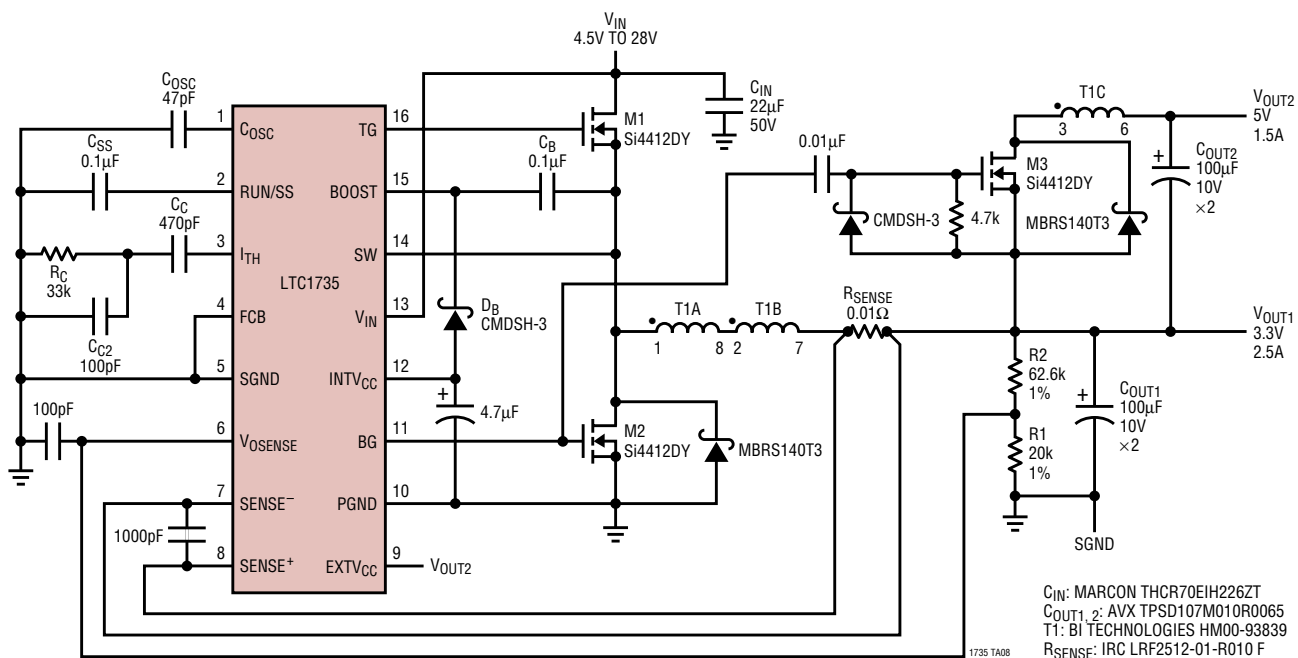 VIN
4.5V TO 28V
COSC
47pF
1
COSC
TG
16
M1
Si4412DY
CIN
22µF
50V
T1C
3
6
VOUT2
5V
1.5A
CSS
0.1µF
2
RUN/SS
BOOST
15
CB
0.1µF
0.01µF
M3
Si4412DY
COUT2
100µF
10V
×2
CC
470pF
3
ITH
SW
14
CMDSH-3
4.7k
MBRS140T3
RC
33k
LTC1735
4
FCB
VIN
13
DB
CMDSH-3
T1A
T1B
1
8
2
7
RSENSE
0.01Ω
VOUT1
3.3V
2.5A
CC2
100pF
5
SGND
INTVCC
12
R2
62.6k
1%
4.7µF
COUT1
100µF
10V
×2
100pF
6
VOSENSE
BG
11
M2
Si4412DY
MBRS140T3
R1
20k
1%
7
SENSE–
PGND
10
1000pF
8
SENSE+
EXTVCC
9
VOUT2
SGND
CIN: MARCON THCR70EIH226ZT
COUT1, 2: AVX TPSD107M010R0065
T1: BI TECHNOLOGIES HM00-93839
RSENSE: IRC LRF2512-01-R010 F
1735 TA08